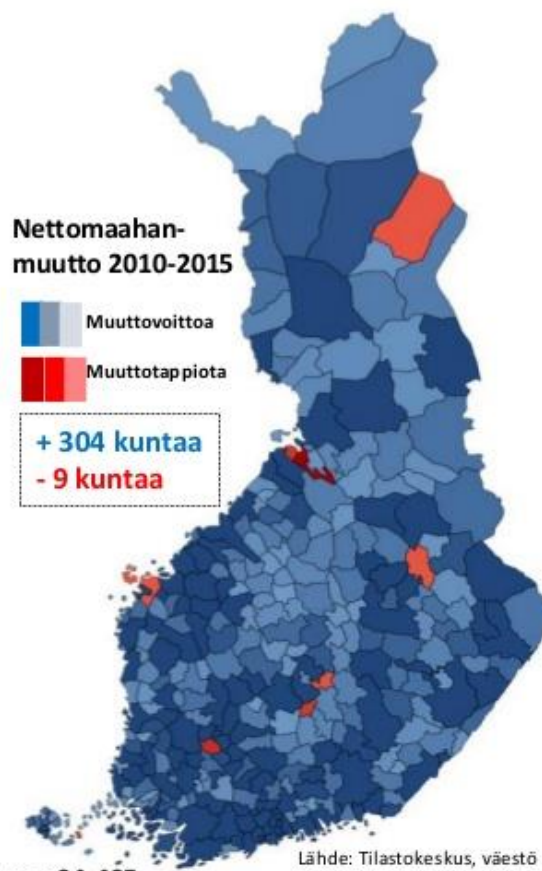 Nettomaahan-
muutto 2010-2015
Muuttovoittoa
Muuttotappiota
+ 304 kuntaa
- 9 kuntaa
Lähde: Tilastokeskus, väestö